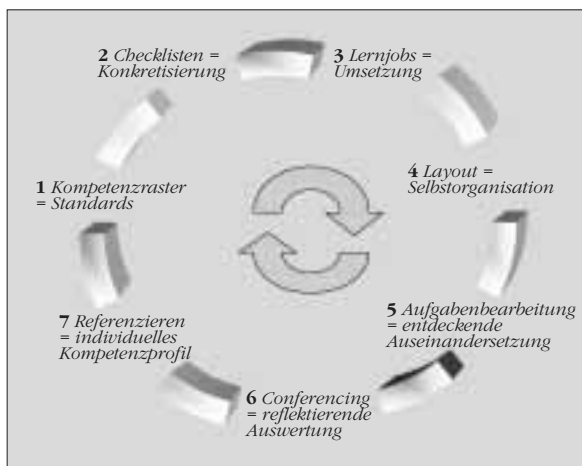 1 Kompetenzraster
= Standards
2 Checklisten =
Konkretisierung
3 Lernjobs =
Umsetzung
4 Layout =
Selbstorganisation
5 Aufgabenbearbeitung
= entdeckende
Auseinandersetzung
6 Conferencing
= reflektierende
Auswertung
7 Referenzieren
= individuelles
Kompetenzprofil